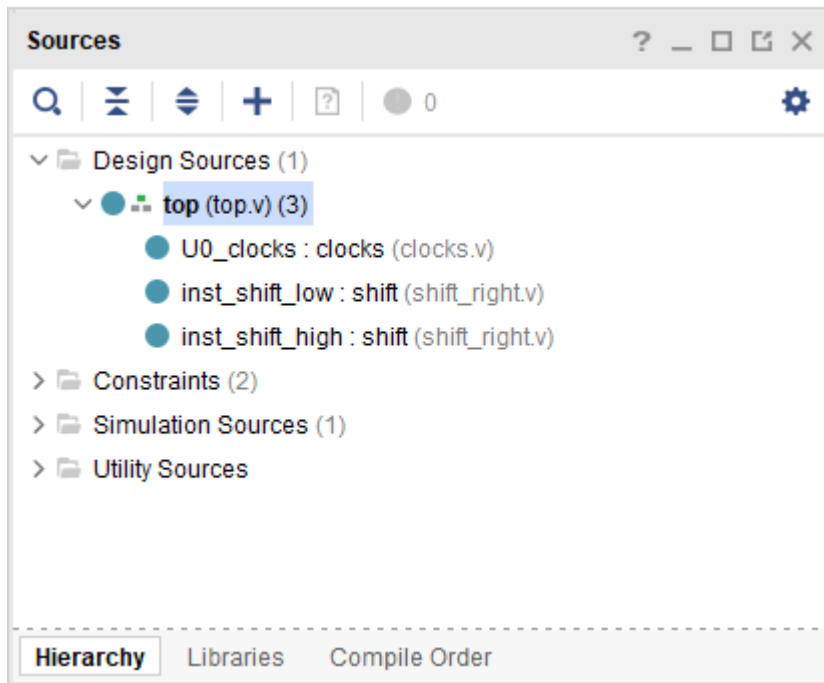 Sources
0
Design Sources (1)
top (top.v) (3)
U0_clocks : clocks (clocks.v)
inst_shift_low : shift (shift_right.v)
inst_shift_high : shift (shift_right.v)
Constraints (2)
Simulation Sources (1)
Utility Sources
Hierarchy Libraries Compile Order